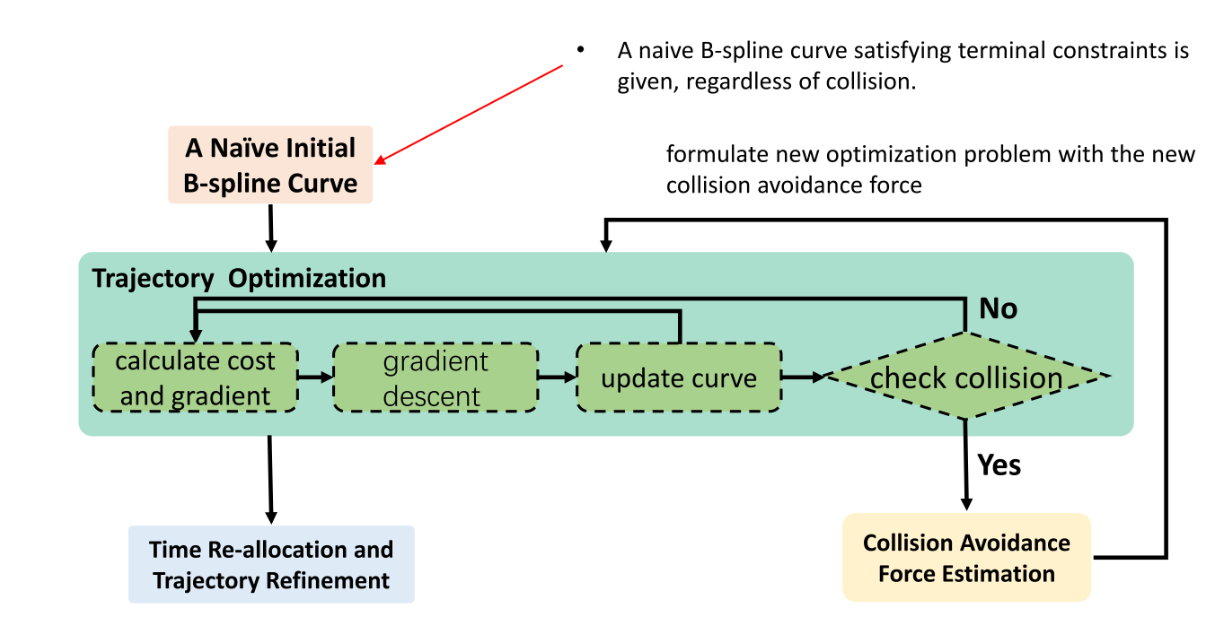 • A naive B-spline curve satisfying terminal constraints is
given, regardless of collision.
A Naïve Initial
B-spline Curve
formulate new optimization problem with the new
collision avoidance force
Trajectory Optimization
No
calculate cost
and gradient
gradient
descent
update curve
check collision
Yes
Time Re-allocation and
Trajectory Refinement
Collision Avoidance
Force Estimation